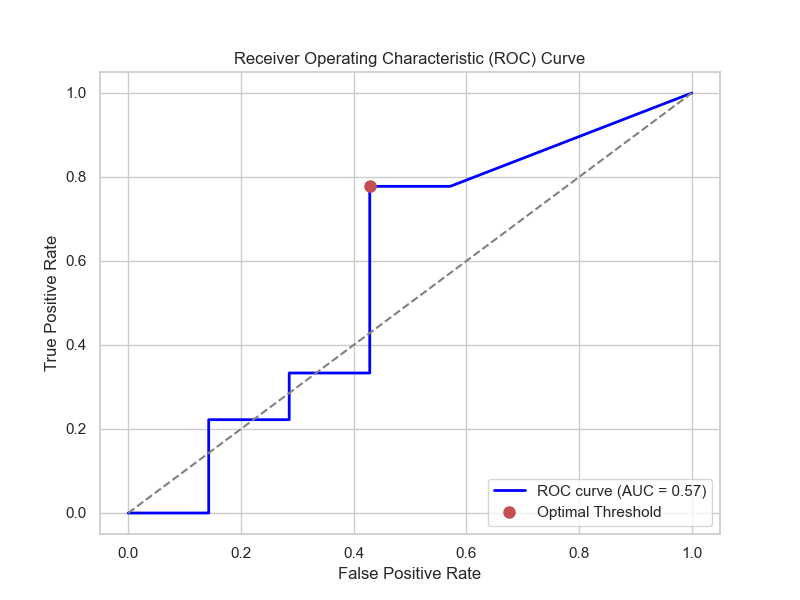 Receiver Operating Characteristic (ROC) Curve
1.0
0.8
0.6
0.4
0.2
0.0
True Positive Rate
0.0 0.2 0.4 0.6 0.8 1.0
False Positive Rate
ROC curve (AUC = 0.57)
Optimal Threshold